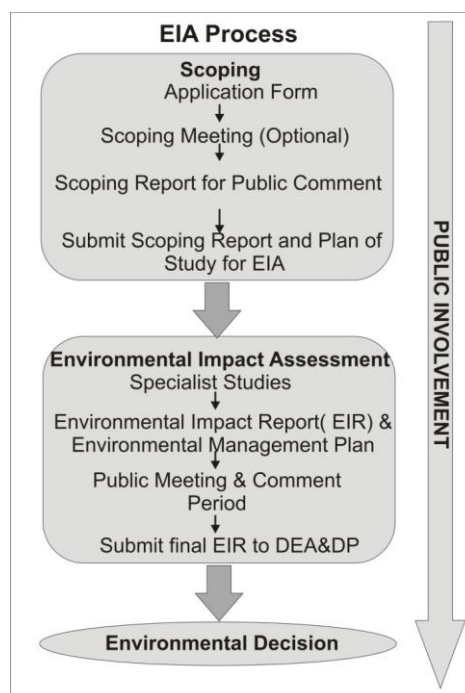 EIA Process
Scoping
Application Form
Scoping Meeting (Optional)
Scoping Report for Public Comment
Submit Scoping Report and Plan of
Study for EIA
Environmental Impact Assessment
Specialist Studies
Environmental Impact Report( EIR) &
Environmental Management Plan
Public Meeting & Comment
Period
Submit final EIR to DEA&DP
Environmental Decision
PUBLIC INVOLVEMENT